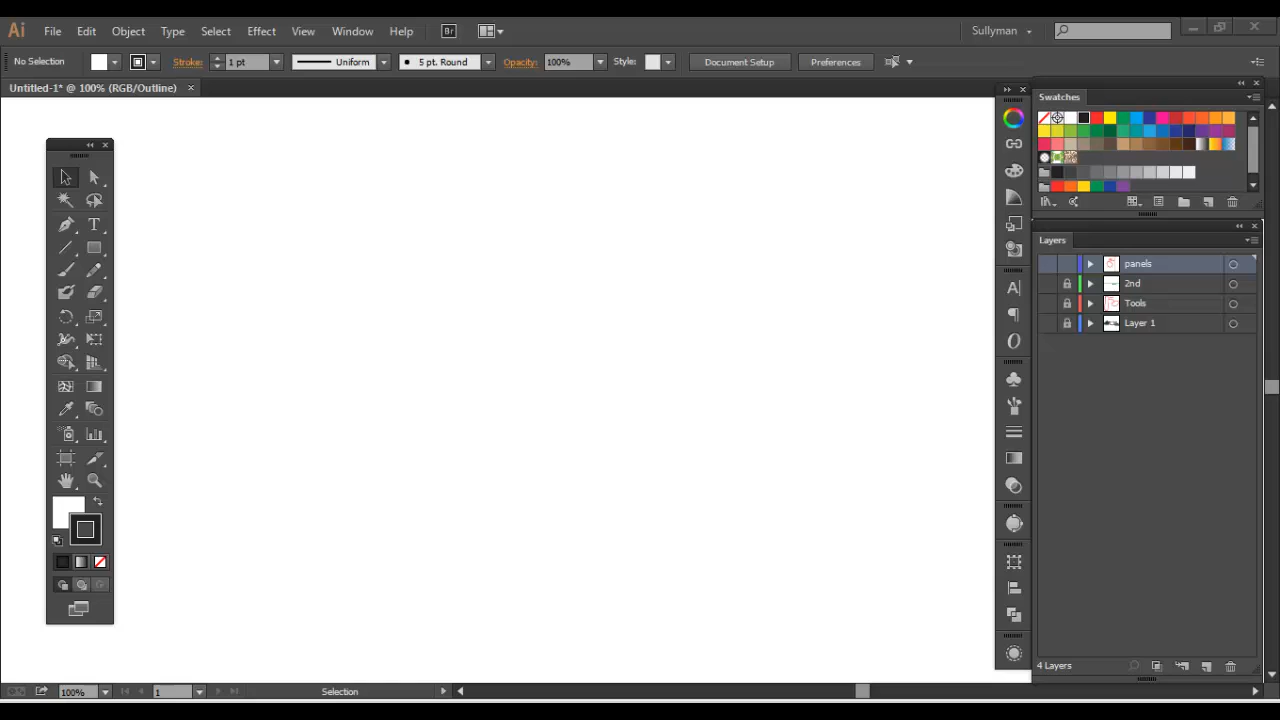 Ai File Edit Object Type Select Effect View Window Help Br Sullyman
No Selection Stroke: 1 pt Uniform 5 pt. Round Opacity: 100% Style: Document Setup Preferences
Untitled-1* @ 100% (RGB/Outline)
Swatches
Layers
panels
2nd
Tools
Layer 1
4 Layers
100% 1 Selection